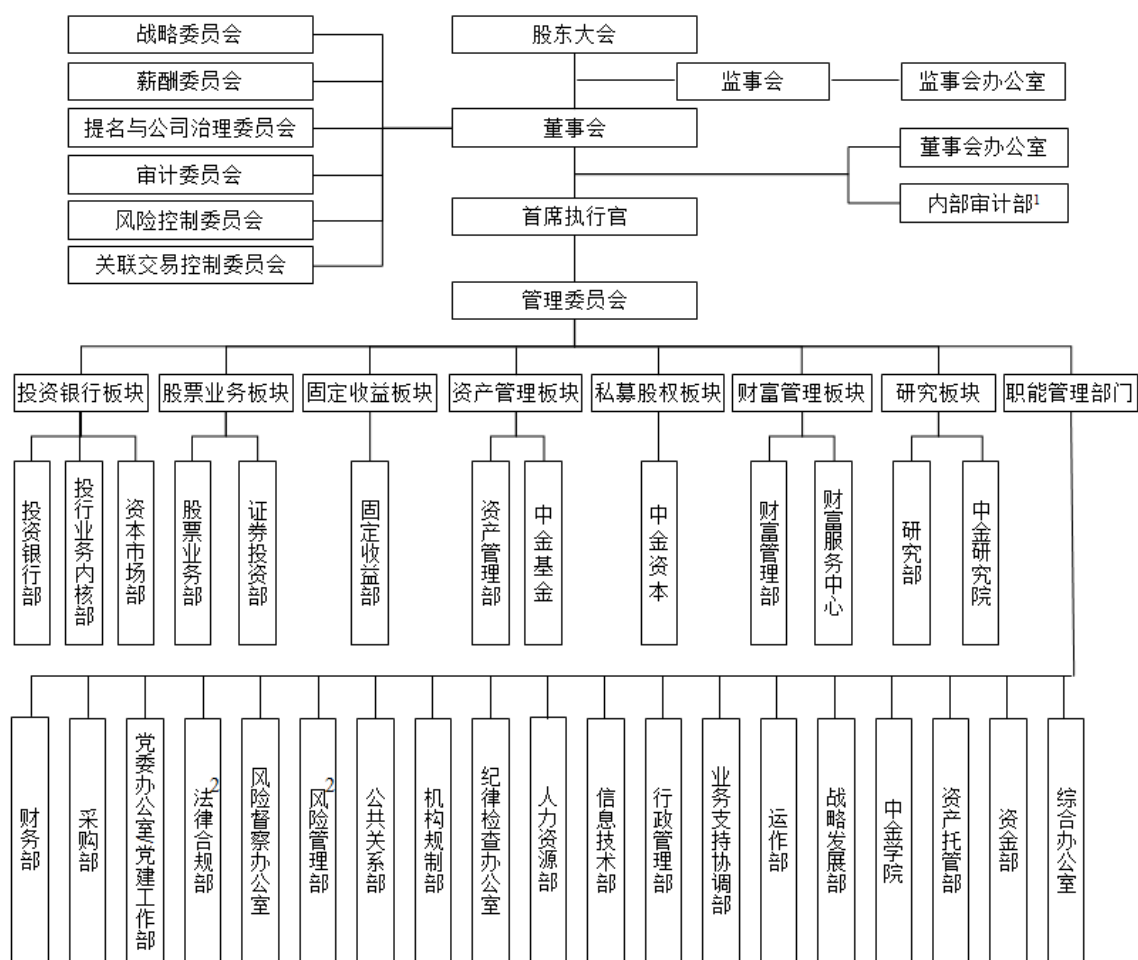 战略委员会
股东大会
薪酬委员会
监事会
监事会办公室
提名与公司治理委员会
董事会
董事会办公室
审计委员会
内部审计部1
风险控制委员会
首席执行官
关联交易控制委员会
管理委员会
投资银行板块
股票业务板块
固定收益板块
资产管理板块
私募股权板块
财富管理板块
研究板块
职能管理部门
投资银行部
投行业务内核部
资本市场部
股票业务部
证券投资部
固定收益部
资产管理部
中金基金
中金资本
财富管理部
财富服务中心
研究部
中金研究院
财务部
采购部
党委办公室/党建工作部
法律合规部2
风险督察办公室
风险管理部2
公共关系部
机构规制部
纪律检查办公室
人力资源部
信息技术部
行政管理部
业务支持协调部
运作部
战略发展部
中金学院
资产托管部
资金部
综合办公室